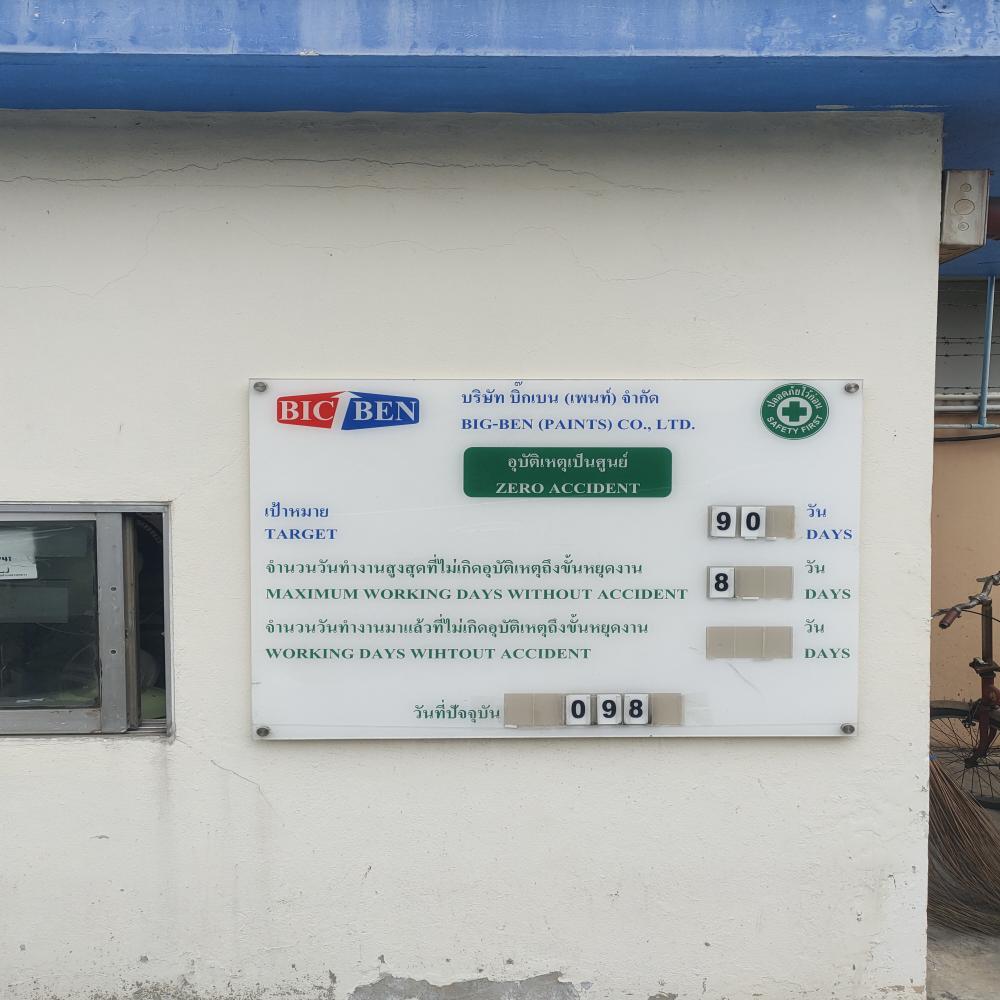 BIG BEN
บริษัท บิ๊กเบน (เพนท์) จำกัด
BIG-BEN (PAINTS) CO., LTD.
ปลอดภัยไว้ก่อน
SAFETY FIRST
อุบัติเหตุเป็นศูนย์
ZERO ACCIDENT
เป้าหมาย
TARGET
90
วัน
DAYS
จำนวนวันทำงานสูงสุดที่ไม่เกิดอุบัติเหตุถึงขั้นหยุดงาน
MAXIMUM WORKING DAYS WITHOUT ACCIDENT
8
วัน
DAYS
จำนวนวันทำงานมาแล้วที่ไม่เกิดอุบัติเหตุถึงขั้นหยุดงาน
WORKING DAYS WIHTOUT ACCIDENT
วัน
DAYS
วันที่ปัจจุบัน 098